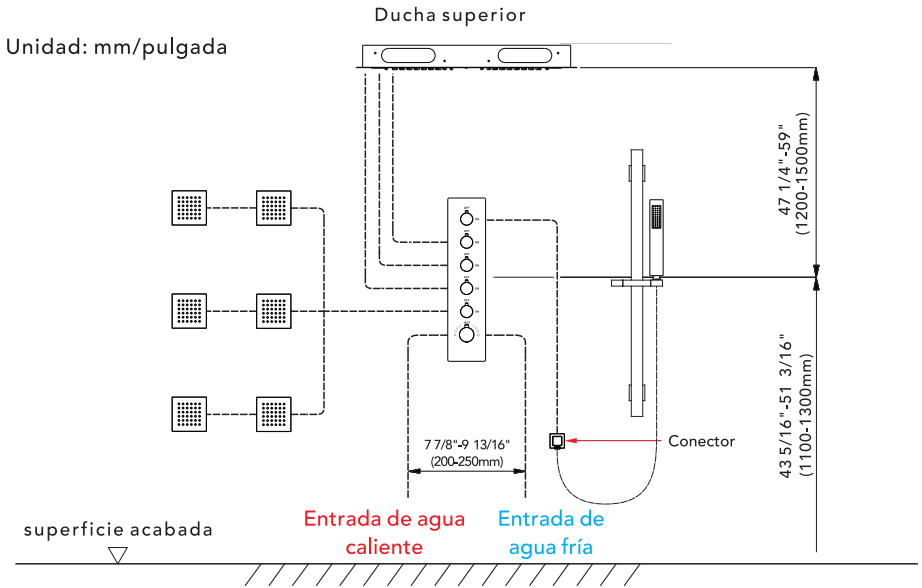 Ducha superior
Unidad: mm/pulgada
47 1/4"-59"
(1200-1500mm)
43 5/16"-51 3/16"
(1100-1300mm)
7 7/8"-9 13/16"
(200-250mm)
Conector
Entrada de agua
caliente
Entrada de
agua fría
superficie acabada